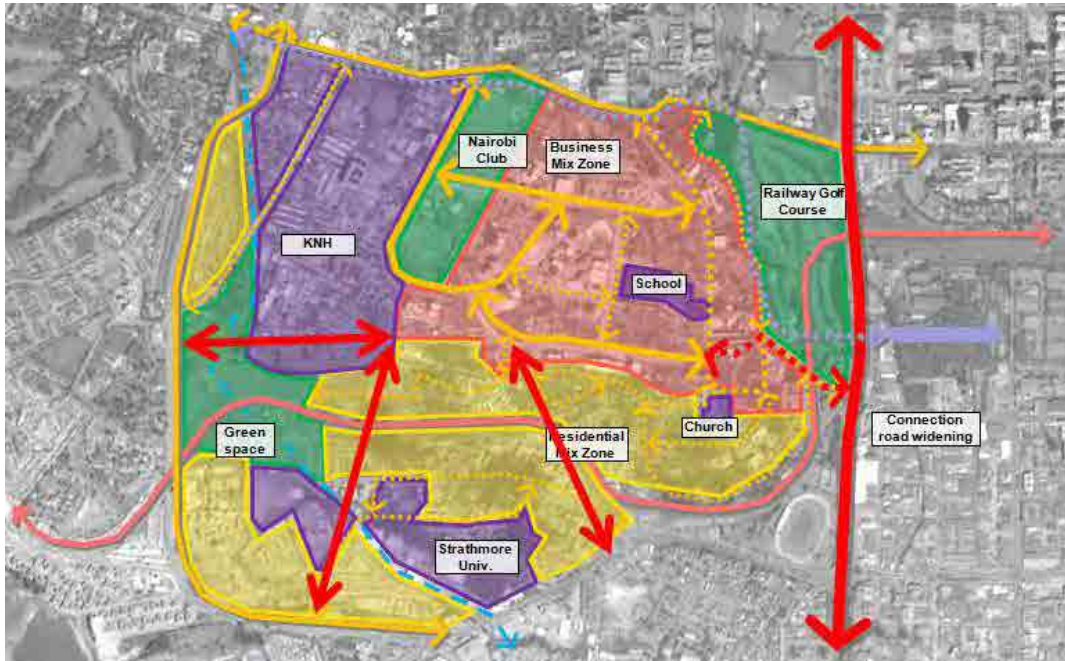 Nairobi
Club
Business
Mix Zone
Railway Golf
Course
KNH
School
Green
space
Residential
Mix Zone
Church
Connection
road widening
Strathmore
Univ.